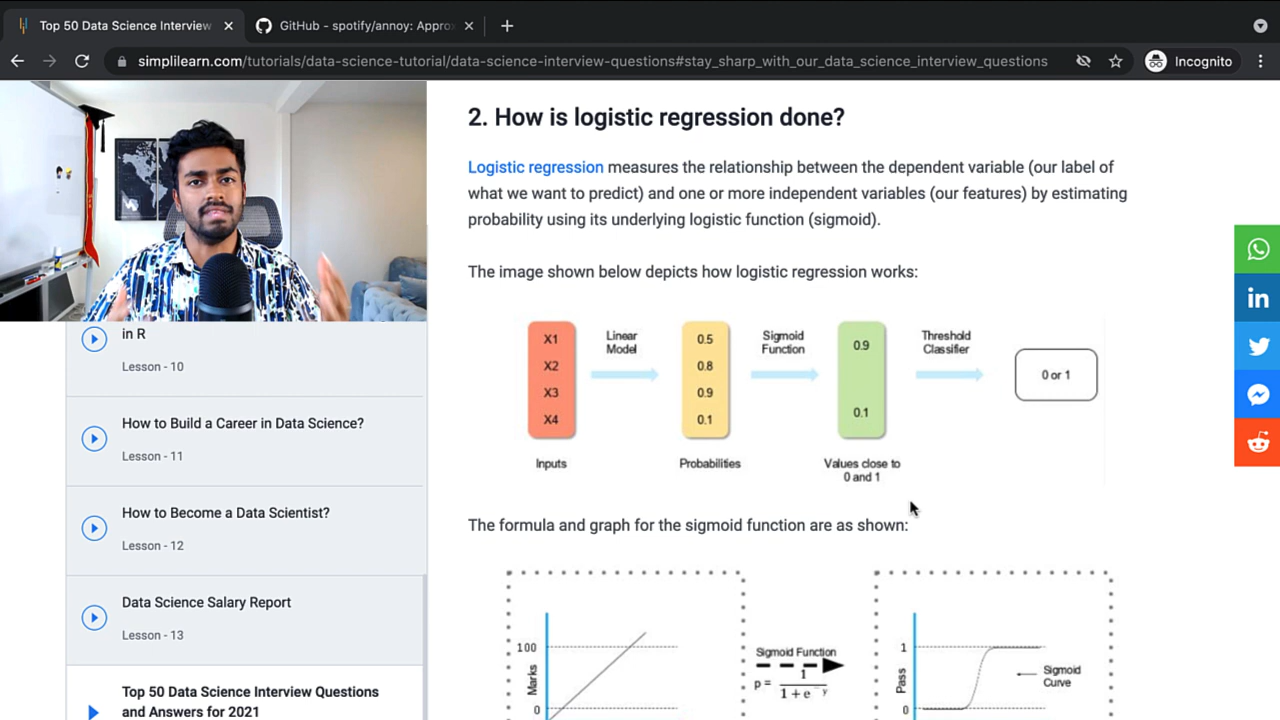 Top 50 Data Science Interview
GitHub - spotify/annoy: Appro
simplilearn.com/tutorials/data-science-tutorial/data-science-interview-questions#stay_sharp_with_our_data_science_interview_questions
Incognito
in R
Lesson - 10
How to Build a Career in Data Science?
Lesson - 11
How to Become a Data Scientist?
Lesson - 12
Data Science Salary Report
Lesson - 13
Top 50 Data Science Interview Questions
and Answers for 2021
2. How is logistic regression done?
Logistic regression measures the relationship between the dependent variable (our label of
what we want to predict) and one or more independent variables (our features) by estimating
probability using its underlying logistic function (sigmoid).
The image shown below depicts how logistic regression works:
X1
X2
X3
X4
Inputs
Linear
Model
0.5
0.8
0.9
0.1
Probabilities
Sigmoid
Function
0.9
0.1
Values close to
0 and 1
Threshold
Classifier
0 or 1
The formula and graph for the sigmoid function are as shown:
100
Marks
0
Sigmoid Function
p = 1
1 + e^-y
1
Pass
0
Sigmoid
Curve
in